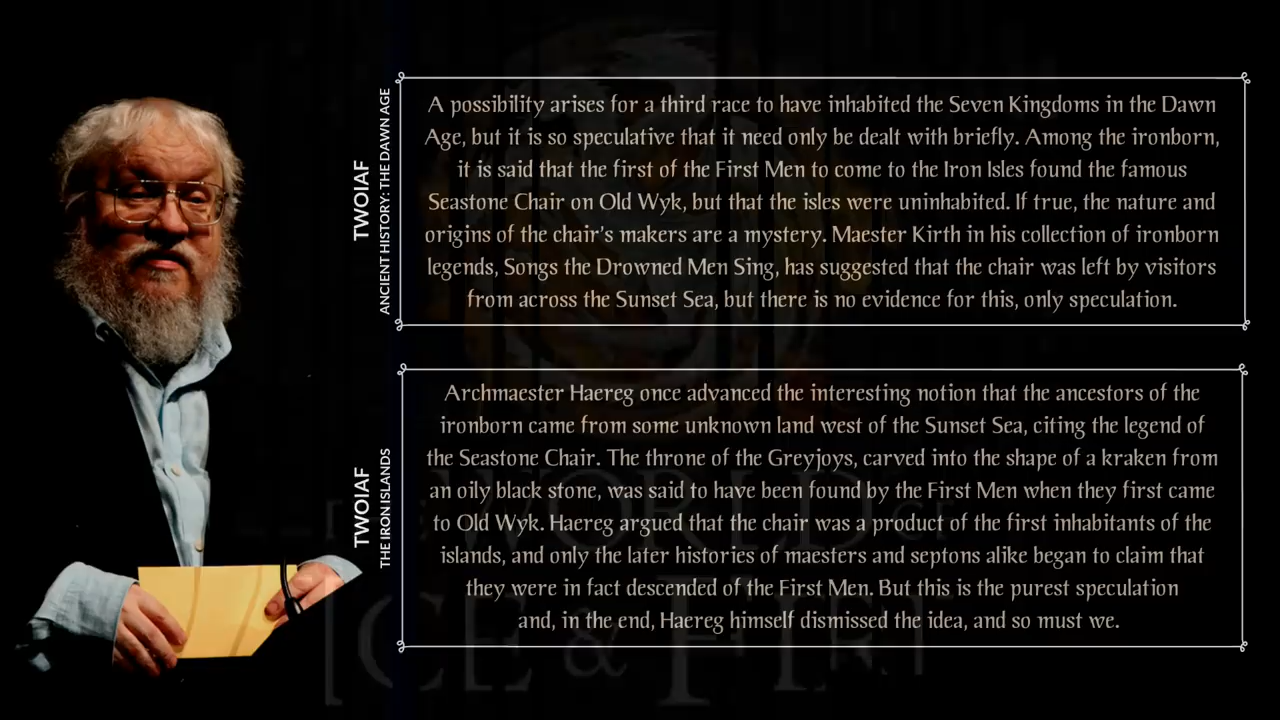 TWOIAF
ANCIENT HISTORY: THE DAWN AGE
A possibility arises for a third race to have inhabited the Seven Kingdoms in the Dawn
Age, but it is so speculative that it need only be dealt with briefly. Among the ironborn,
it is said that the first of the First Men to come to the Iron Isles found the famous
Seastone Chair on Old Wyk, but that the isles were uninhabited. If true, the nature and
origins of the chair's makers are a mystery. Maester Kirth in his collection of ironborn
legends, Songs the Drowned Men Sing, has suggested that the chair was left by visitors
from across the Sunset Sea, but there is no evidence for this, only speculation.
TWOIAF
THE IRON ISLANDS
Archmaester Haereg once advanced the interesting notion that the ancestors of the
ironborn came from some unknown land west of the Sunset Sea, citing the legend of
the Seastone Chair. The throne of the Greyjoys, carved into the shape of a kraken from
an oily black stone, was said to have been found by the First Men when they first came
to Old Wyk. Haereg argued that the chair was a product of the first inhabitants of the
islands, and only the later histories of maesters and septons alike began to claim that
they were in fact descended of the First Men. But this is the purest speculation
and, in the end, Haereg himself dismissed the idea, and so must we.
WORLD OF
ICE & FIRE